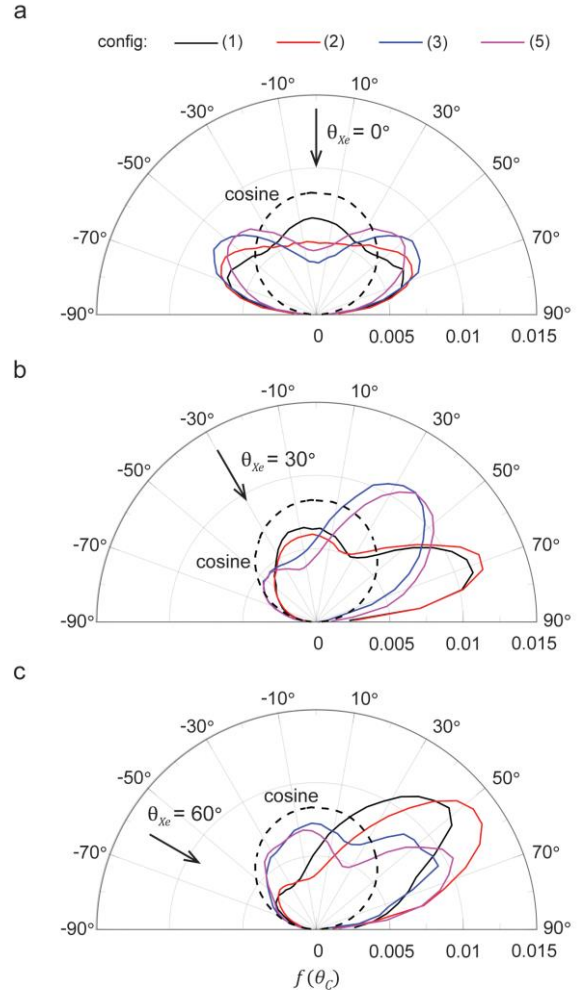 a
config: (1) (2) (3) (5)
-10° 10°
-30° 30°
θXe = 0°
-50° 50°
cosine
-70° 70°
-90° 90°
0 0.005 0.01 0.015
b
-10° 10°
-30° 30°
θXe = 30°
-50° 50°
cosine
-70° 70°
-90° 90°
0 0.005 0.01 0.015
c
-10° 10°
-30° 30°
cosine
-50° 50°
θXe = 60°
-70° 70°
-90° 90°
0 0.005 0.01 0.015
f(θC)